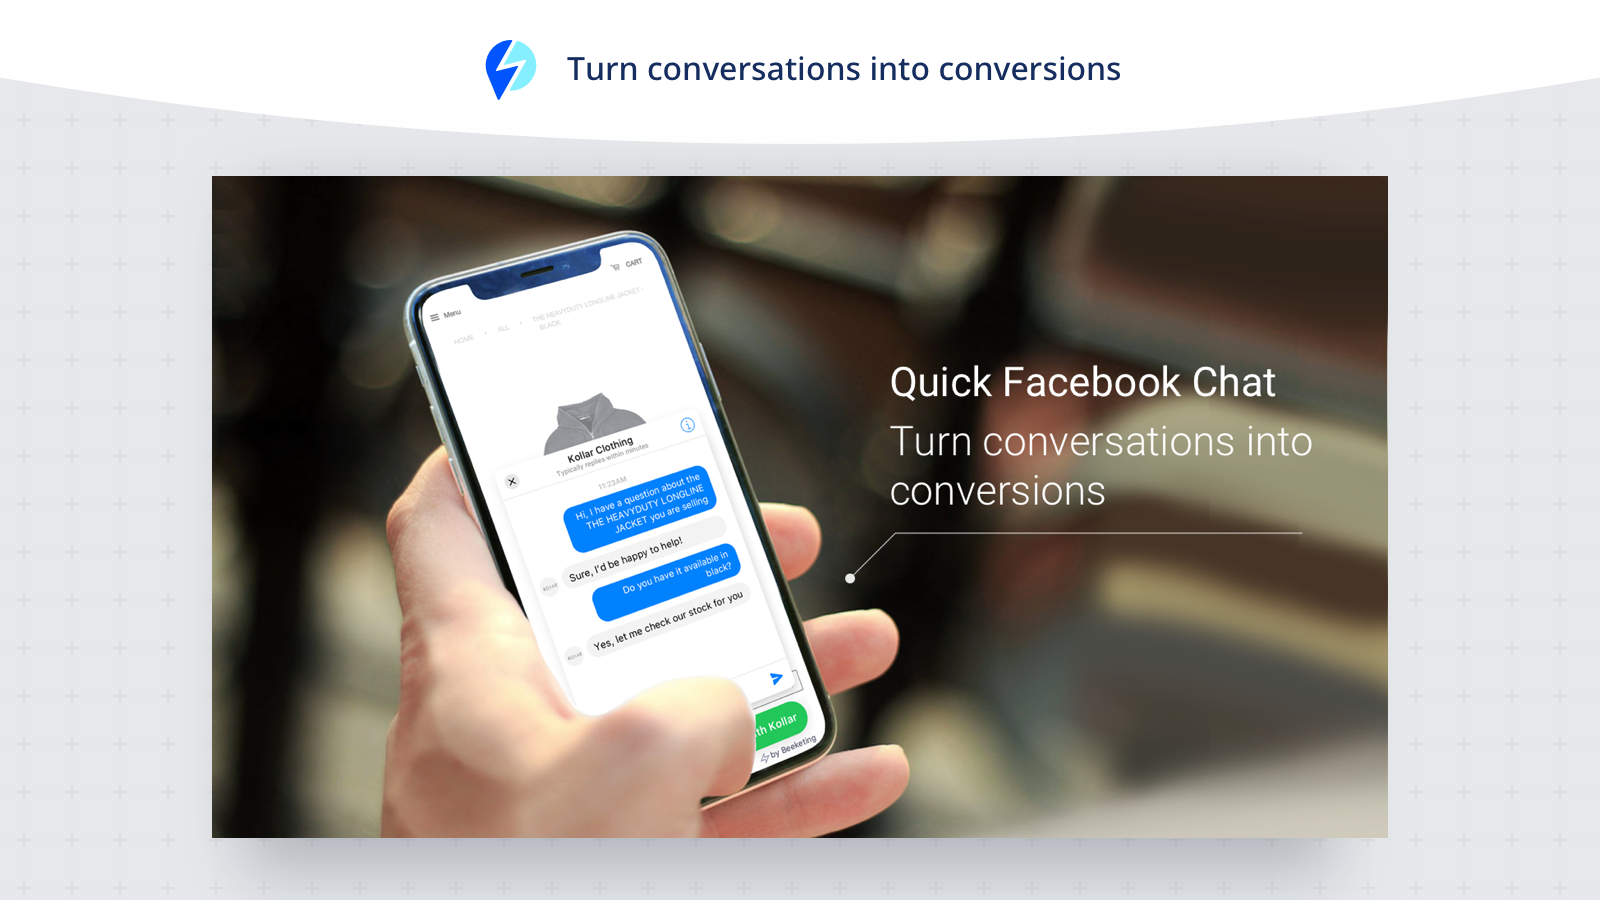 Turn conversations into conversions
CART
Menu
HOME
ALL
THE HEAVYDUTY LONGLINE JACKET -
BLACK
Quick Facebook Chat
Turn conversations into
conversions
Kollar Clothing
Typically replies within minutes
11:23AM
Hi, I have a question about the
THE HEAVYDUTY LONGLINE
JACKET you are selling
Sure, I'd be happy to help!
Do you have it available in
black?
Yes, let me check our stock for you
Kollar
by Beeketing